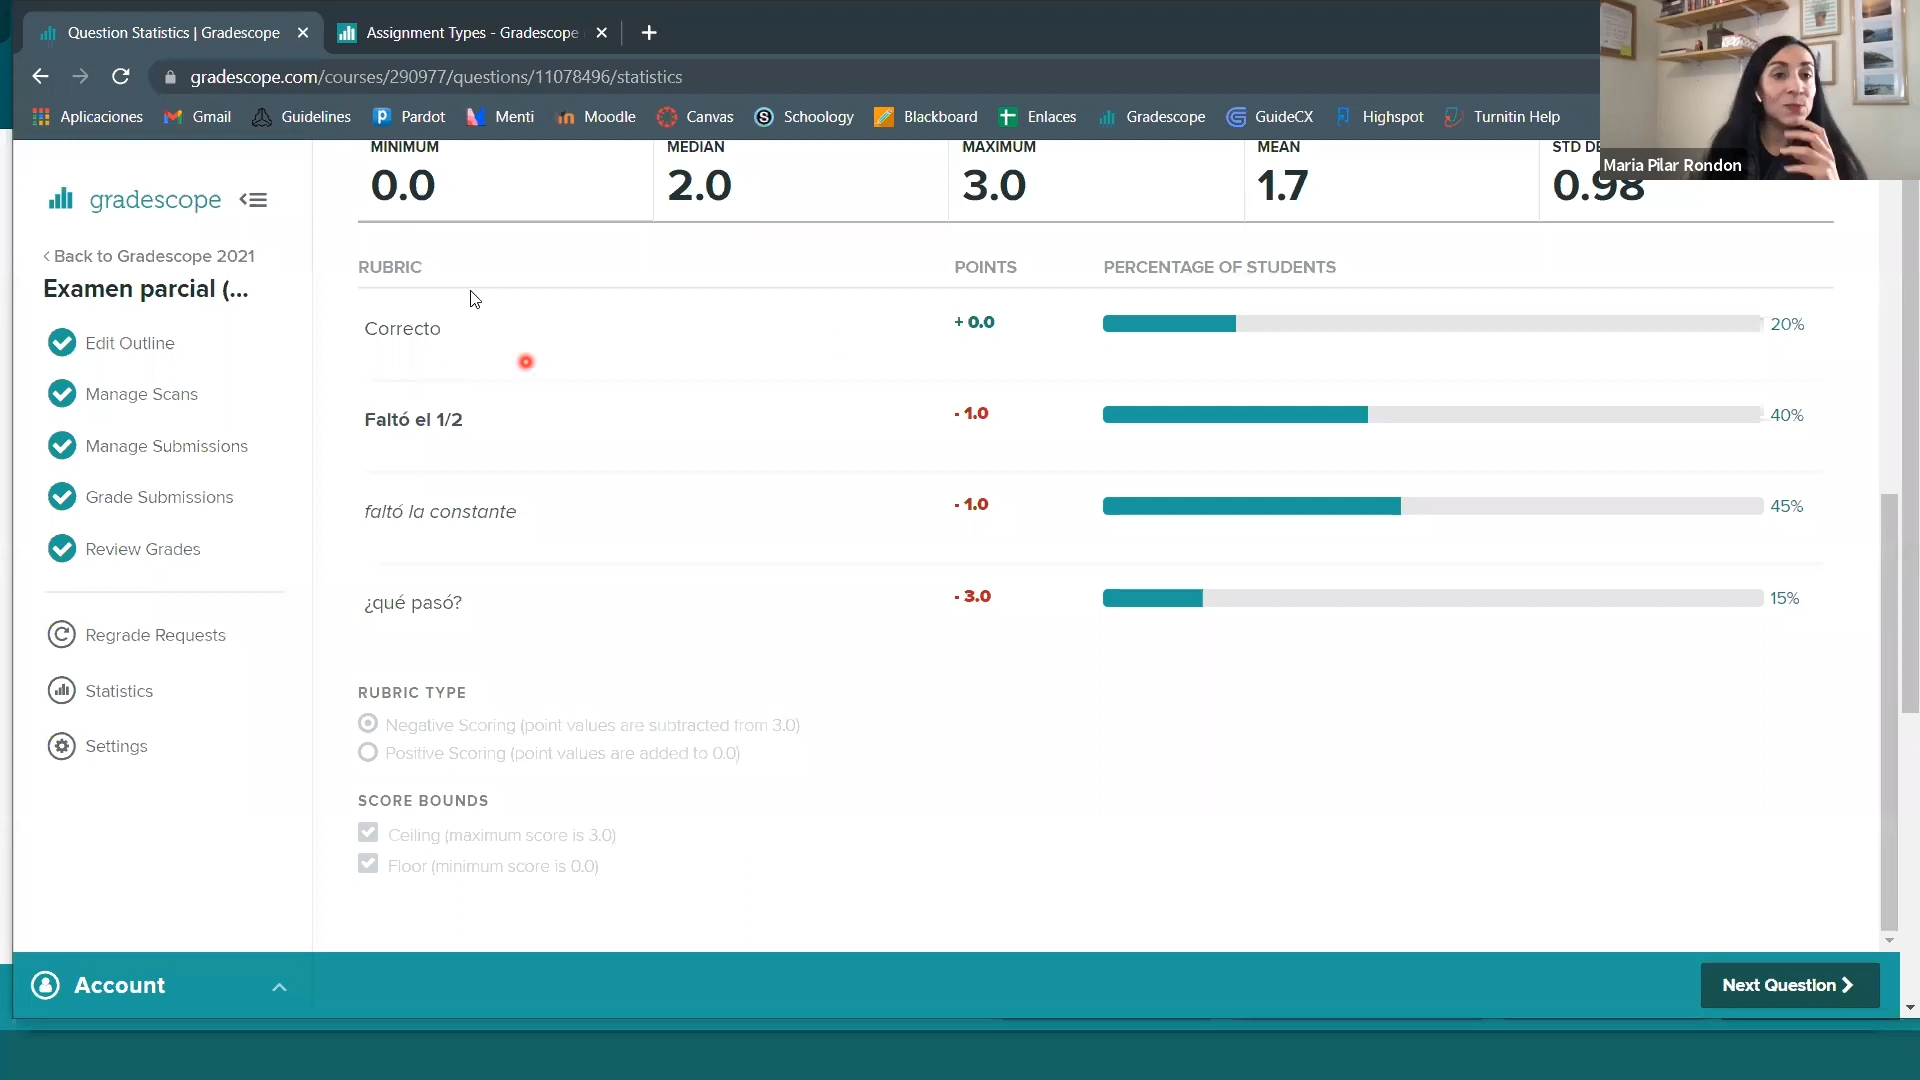 Question Statistics | Gradescope
Assignment Types - Gradescope
gradescope.com/courses/290977/questions/11078496/statistics
Aplicaciones Gmail Guidelines Pardot Menti Moodle Canvas Schoology Blackboard Enlaces Gradescope GuideCX Highspot Turnitin Help
Maria Pilar Rondon
gradescope
Back to Gradescope 2021
Examen parcial (...
Edit Outline
Manage Scans
Manage Submissions
Grade Submissions
Review Grades
Regrade Requests
Statistics
Settings
Account
MINIMUM MEDIAN MAXIMUM MEAN STD DE
0.0 2.0 3.0 1.7 0.98
RUBRIC POINTS PERCENTAGE OF STUDENTS
Correcto + 0.0 20%
Faltó el 1/2 - 1.0 40%
faltó la constante - 1.0 45%
¿qué pasó? - 3.0 15%
RUBRIC TYPE
Negative Scoring (point values are subtracted from 3.0)
Positive Scoring (point values are added to 0.0)
SCORE BOUNDS
Ceiling (maximum score is 3.0)
Floor (minimum score is 0.0)
Next Question